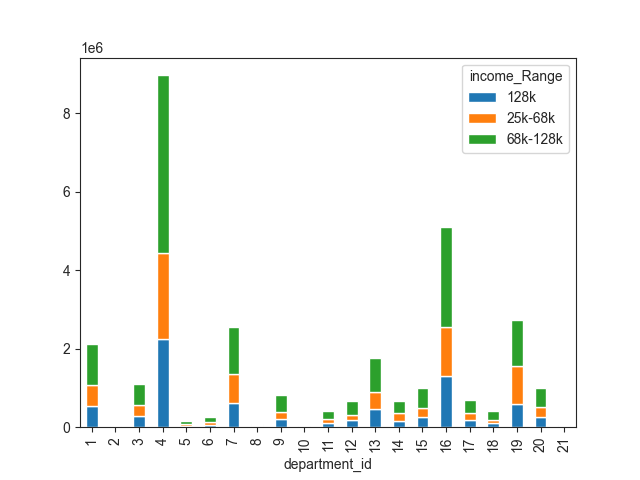 1e6
income_Range
128k
25k-68k
68k-128k
8
6
4
2
0
1 2 3 4 5 6 7 8 9 10 11 12 13 14 15 16 17 18 19 20 21
department_id